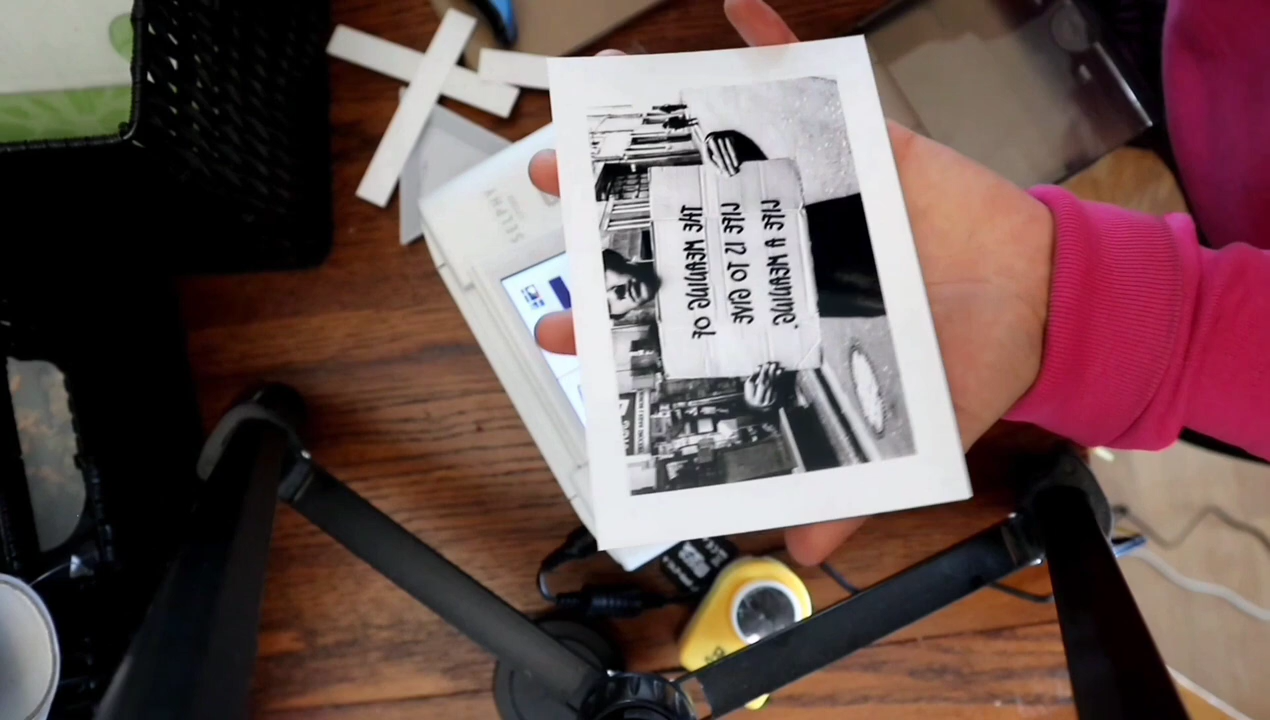 THE MEANING OF
LIFE IS TO GIVE
LIFE A MEANING.
SELPHY